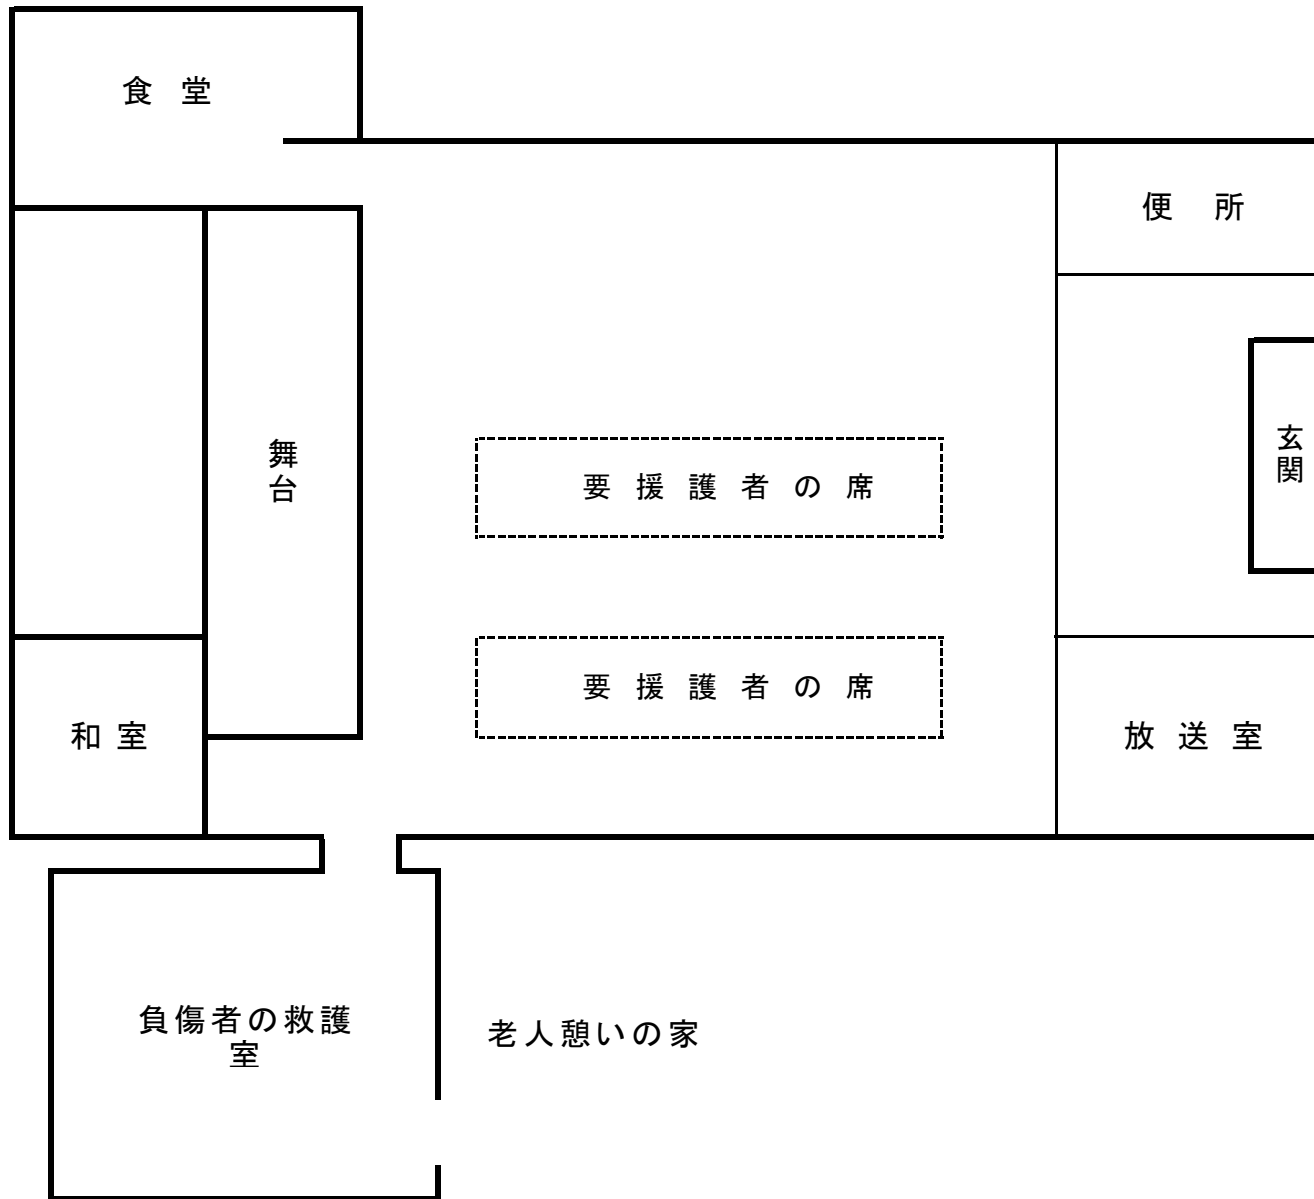 食堂
便所
舞台
玄関
要援護者の席
要援護者の席
和室
放送室
負傷者の救護
室
老人憩いの家